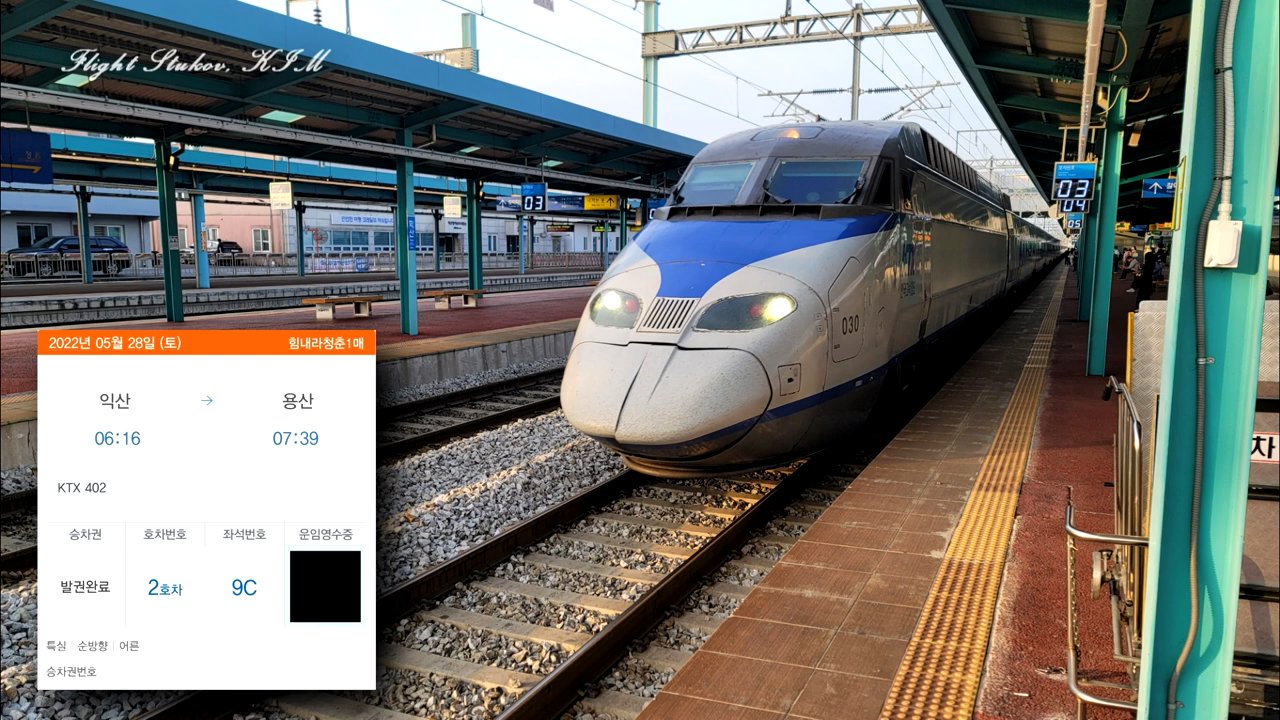 Flight Stukov, KIM
03
03
04
05
030
차
2022년 05월 28일 (토)
힘내라청춘1매
익산 → 용산
06:16 07:39
KTX 402
승차권 호차번호 좌석번호 운임영수증
발권완료 2호차 9C
특실 순방향 어른
승차권번호